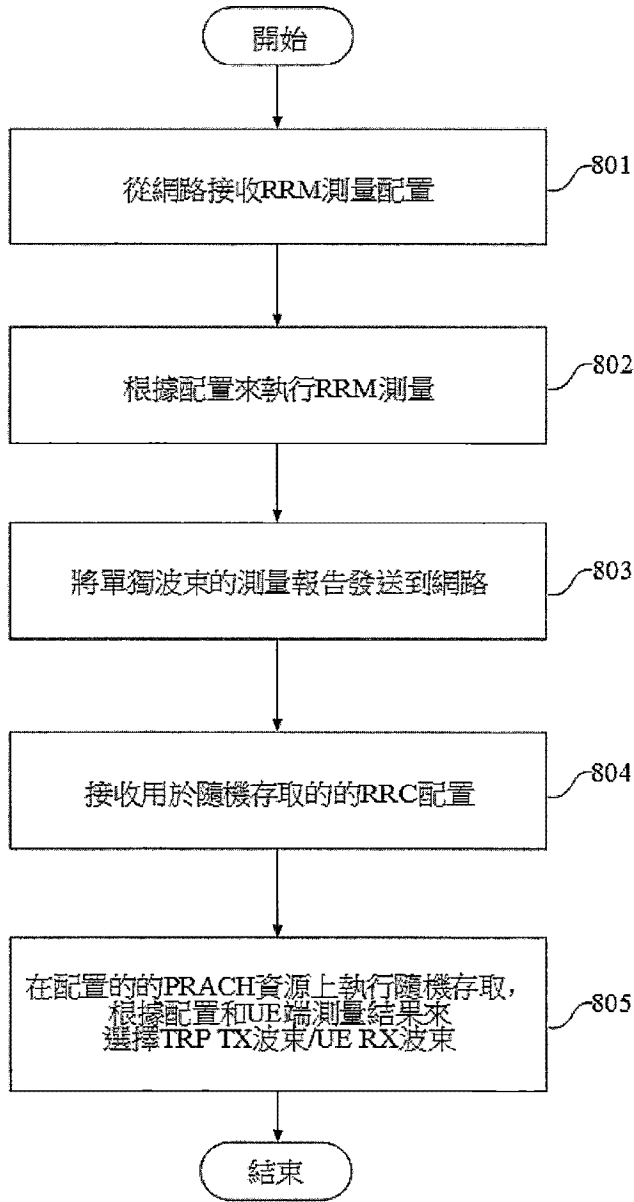 開始
從網路接收RRM測量配置
801
根據配置來執行RRM測量
802
將單獨波束的測量報告發送到網路
803
接收用於隨機存取的的RRC配置
804
在配置的的PRACH資源上執行隨機存取，
根據配置和UE端測量結果來
選擇TRP TX波束/UE RX波束
805
結束